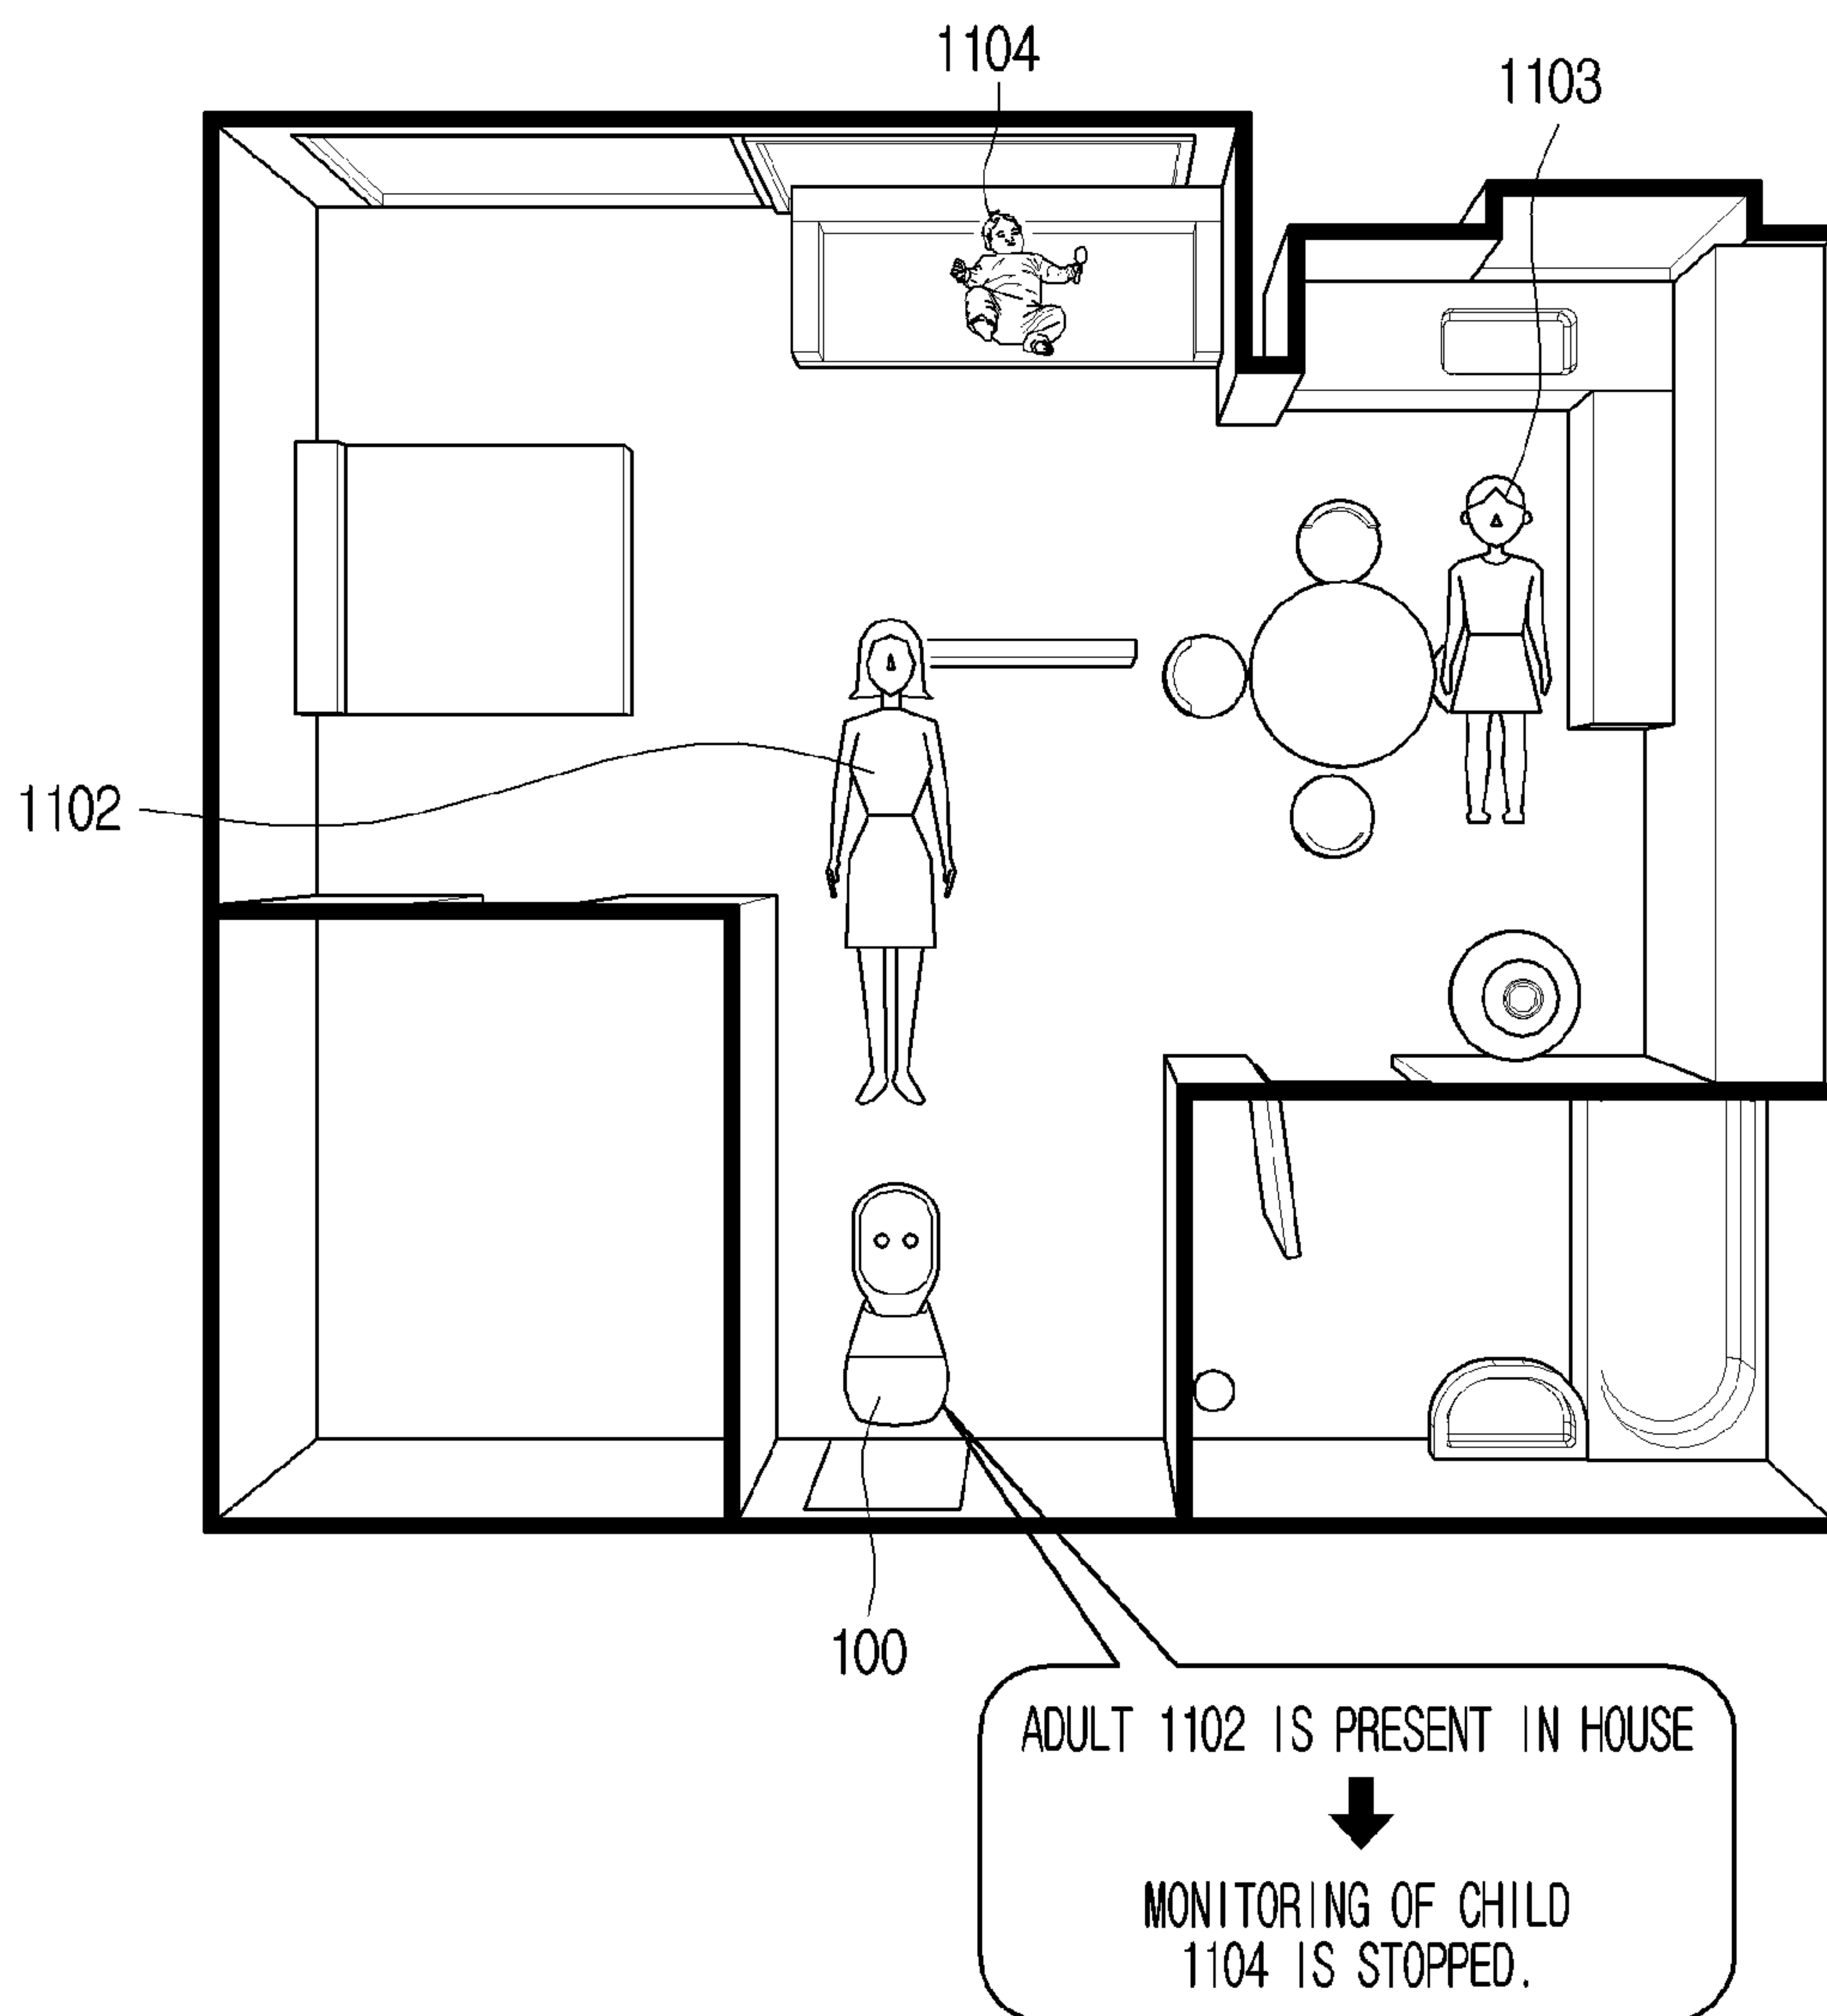 1104
1103
1102
100
ADULT 1102 IS PRESENT IN HOUSE
MONITORING OF CHILD
1104 IS STOPPED.